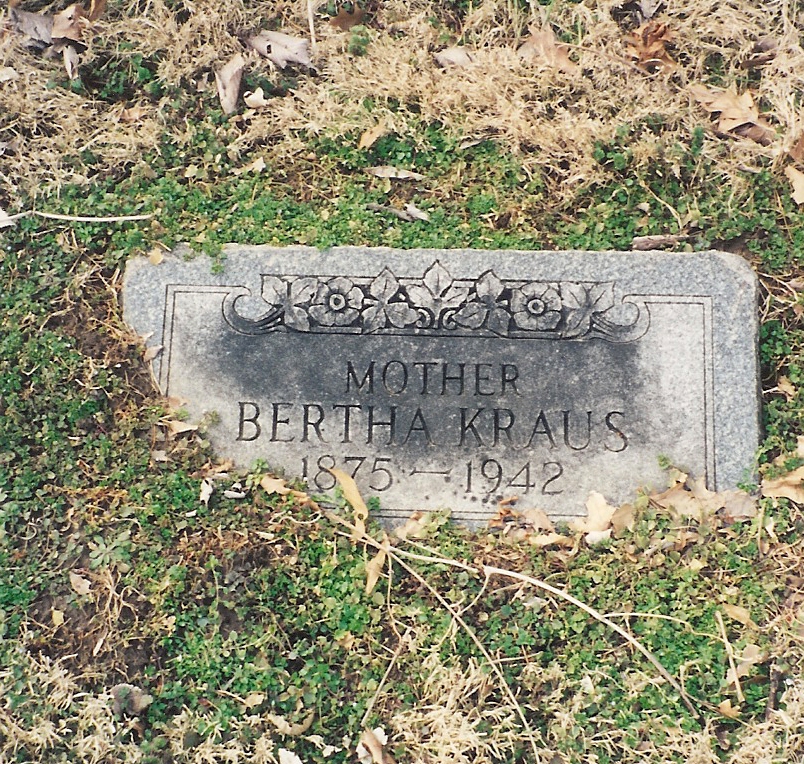 MOTHER
BERTHA KRAUS
1875 — 1942